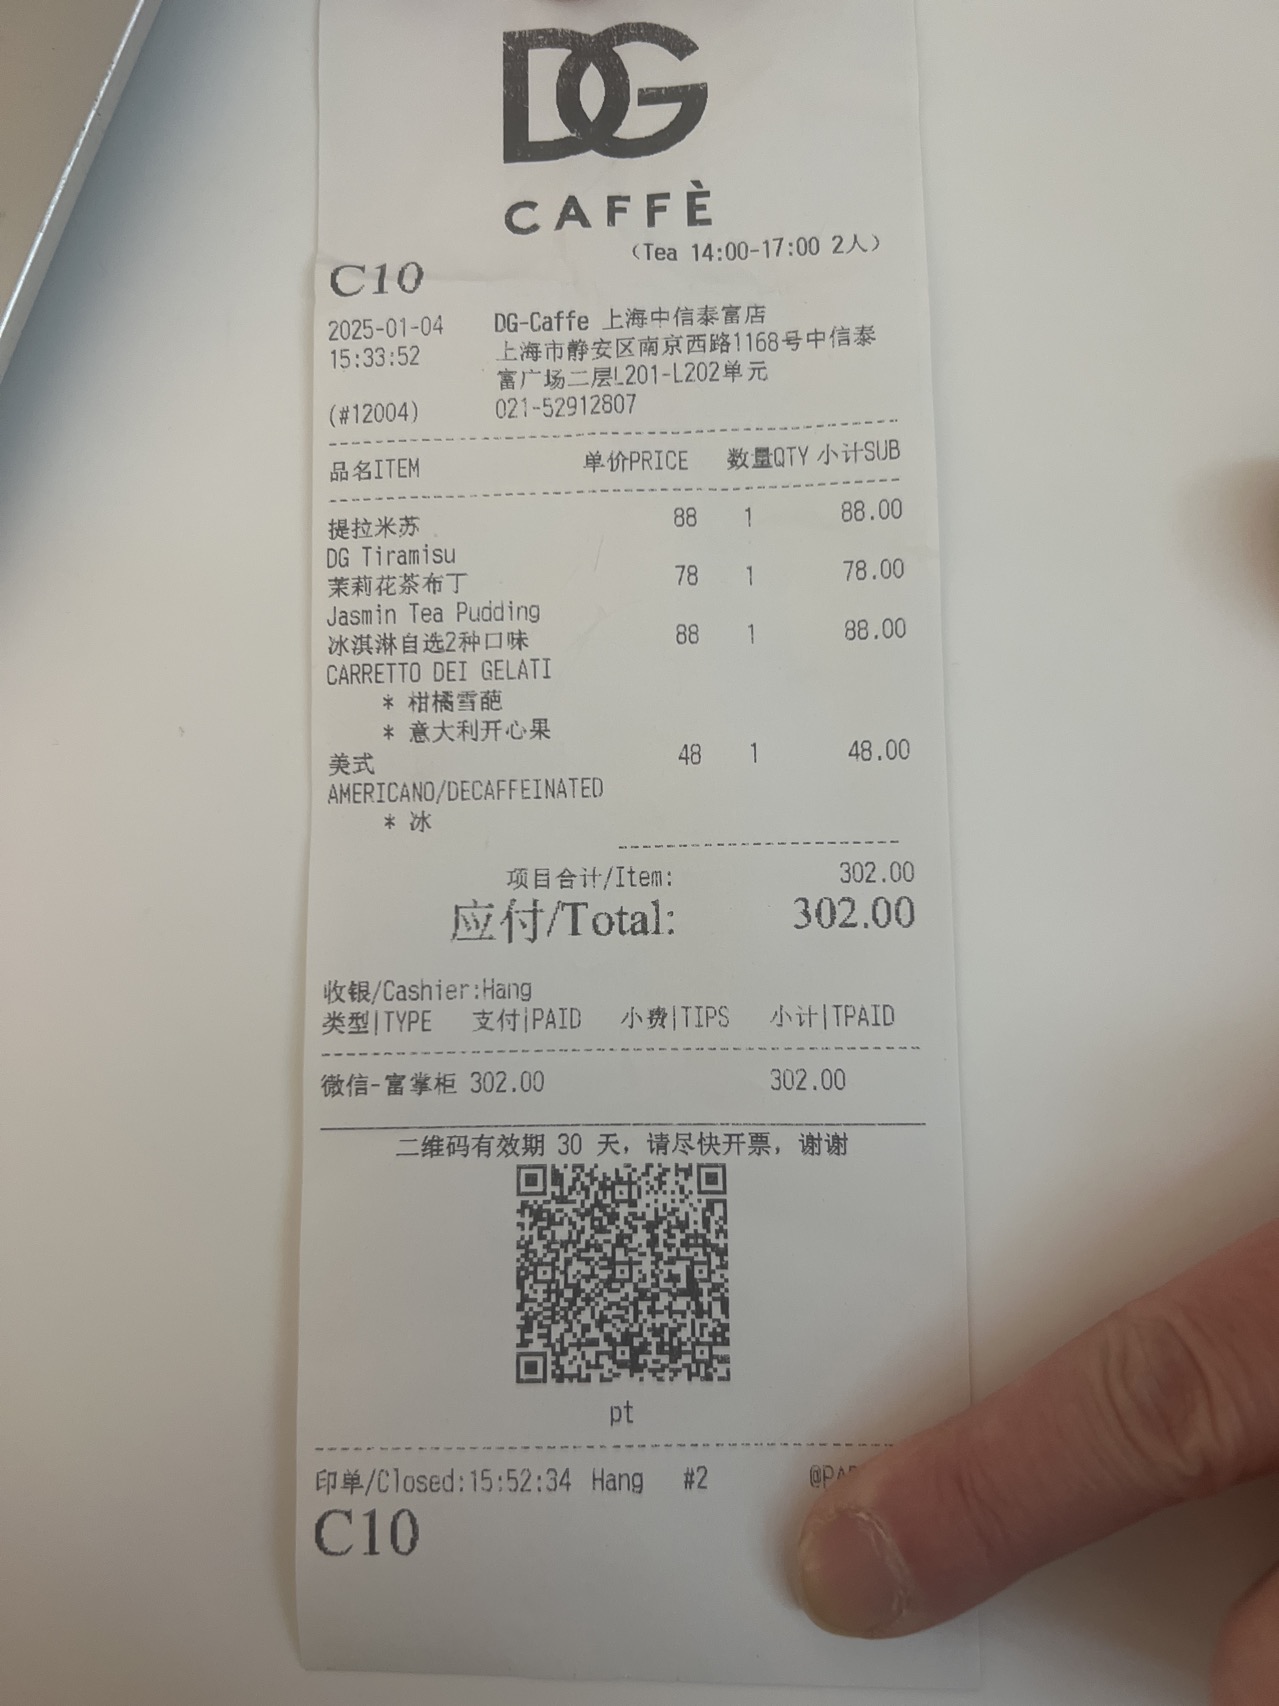 DG
CAFFÈ
(Tea 14:00-17:00 2人)
C10
2025-01-04 DG-Caffe 上海中信泰富店
15:33:52 上海市静安区南京西路1168号中信泰
富广场二层L201-L202单元
(#12004) 021-52912807
品名ITEM 单价PRICE 数量QTY 小计SUB
提拉米苏 88 1 88.00
DG Tiramisu
茉莉花茶布丁 78 1 78.00
Jasmin Tea Pudding
冰淇淋自选2种口味 88 1 88.00
CARRETTO DEI GELATI
* 柑橘雪葩
* 意大利开心果
美式 48 1 48.00
AMERICANO/DECAFFEINATED
* 冰
项目合计/Item: 302.00
应付/Total: 302.00
收银/Cashier:Hang
类型|TYPE 支付|PAID 小费|TIPS 小计|TPAID
微信-富掌柜 302.00 302.00
二维码有效期 30 天，请尽快开票，谢谢
pt
印单/Closed:15:52:34 Hang #2
C10